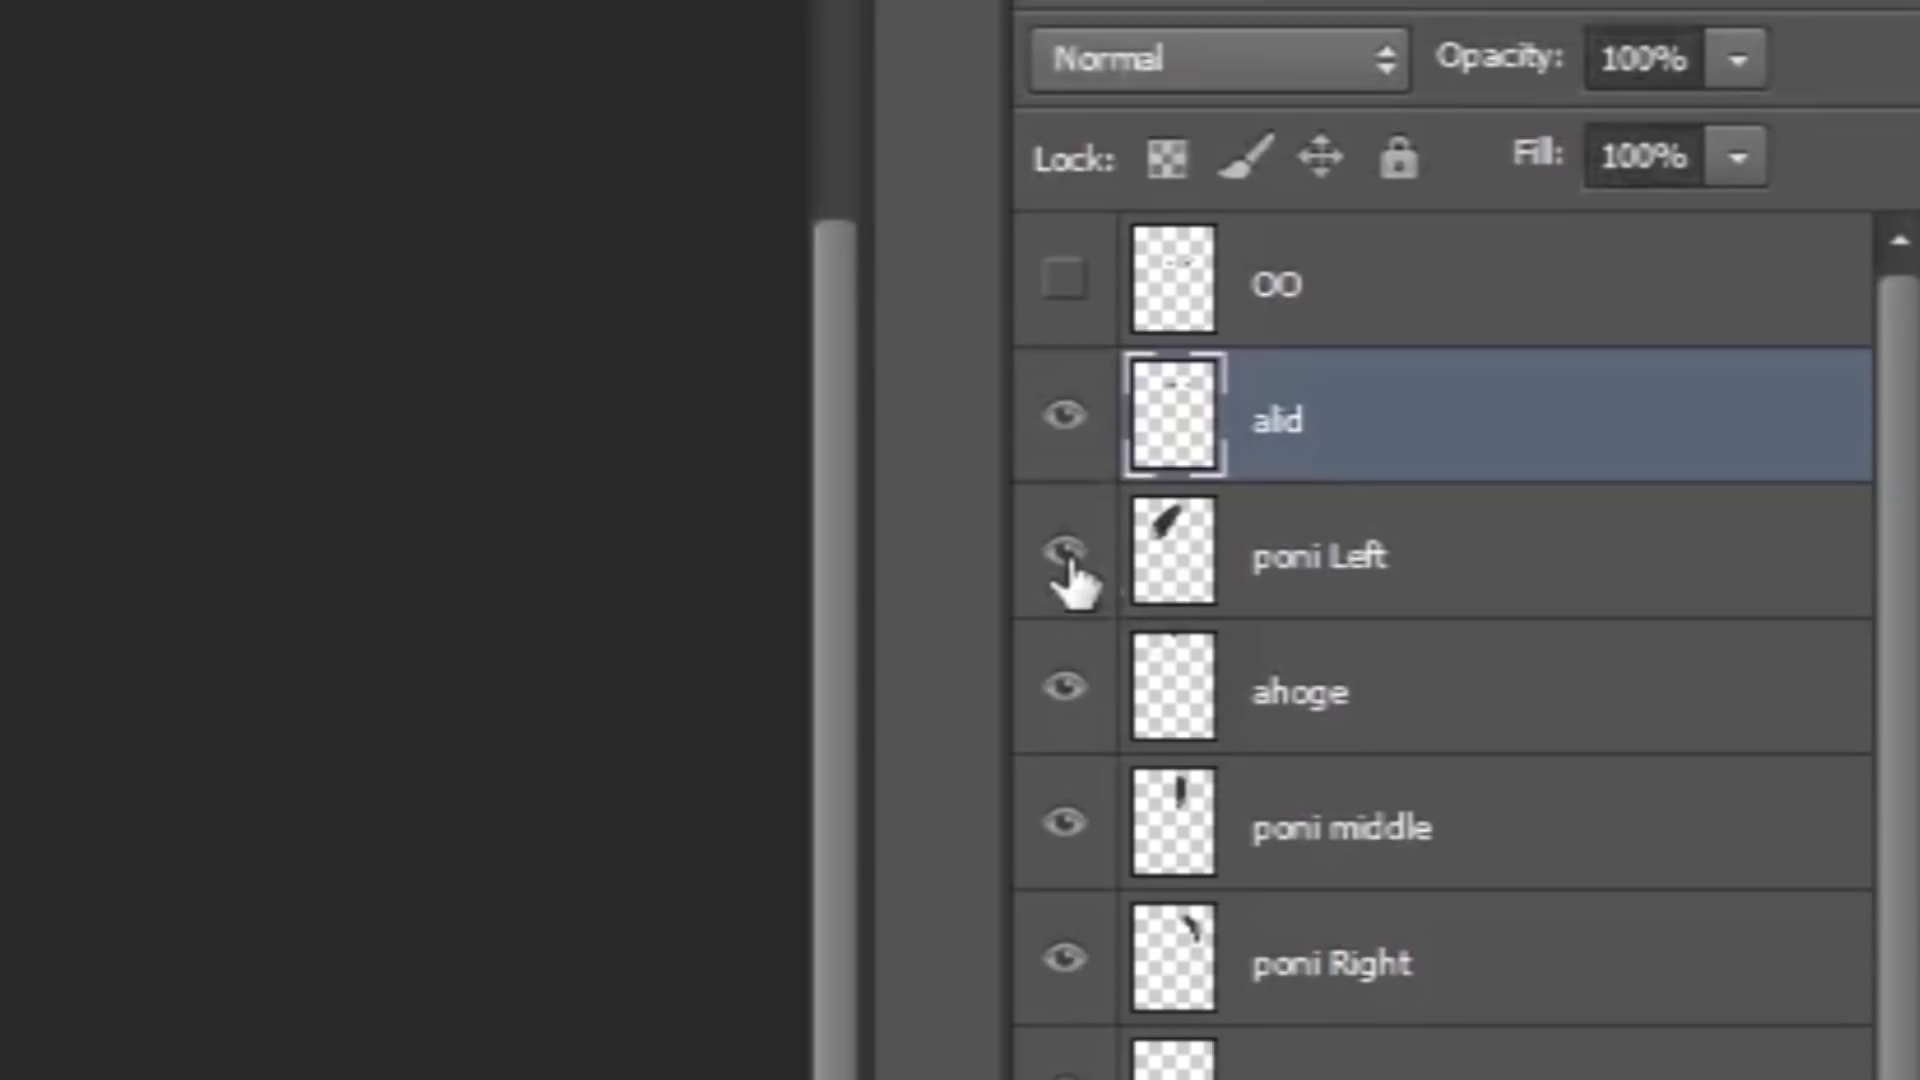 Normal Opacity: 100%
Lock: Fill: 100%
OO
alid
poni Left
ahoge
poni middle
poni Right